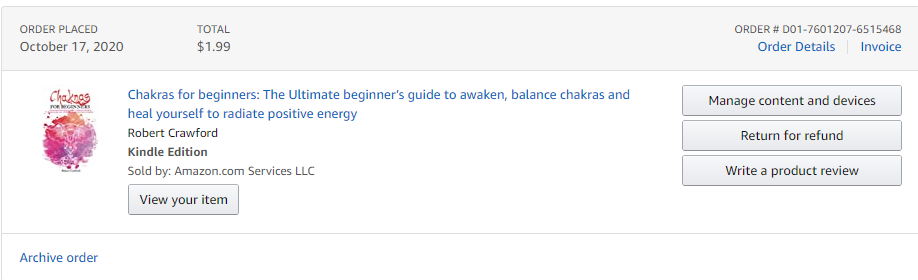 ORDER PLACED
October 17, 2020
TOTAL
$1.99
ORDER # D01-7601207-6515468
Order Details
Invoice
Chakras
FOR BEGINNERS
Chakras for beginners: The Ultimate beginner's guide to awaken, balance chakras and
heal yourself to radiate positive energy
Robert Crawford
Kindle Edition
Sold by: Amazon.com Services LLC
View your item
Manage content and devices
Return for refund
Write a product review
Archive order